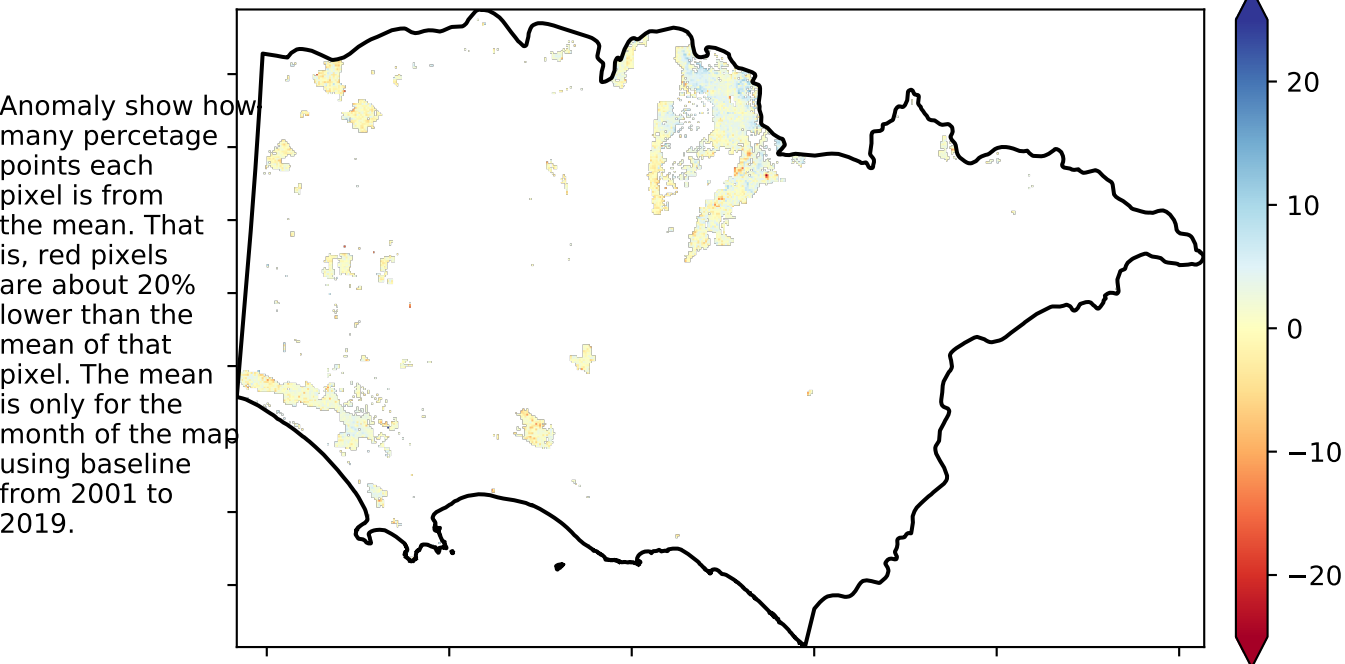 Anomaly show how
many percetage
points each
pixel is from
the mean. That
is, red pixels
are about 20%
lower than the
mean of that
pixel. The mean
is only for the
month of the map
using baseline
from 2001 to
2019.
20
10
0
−10
−20